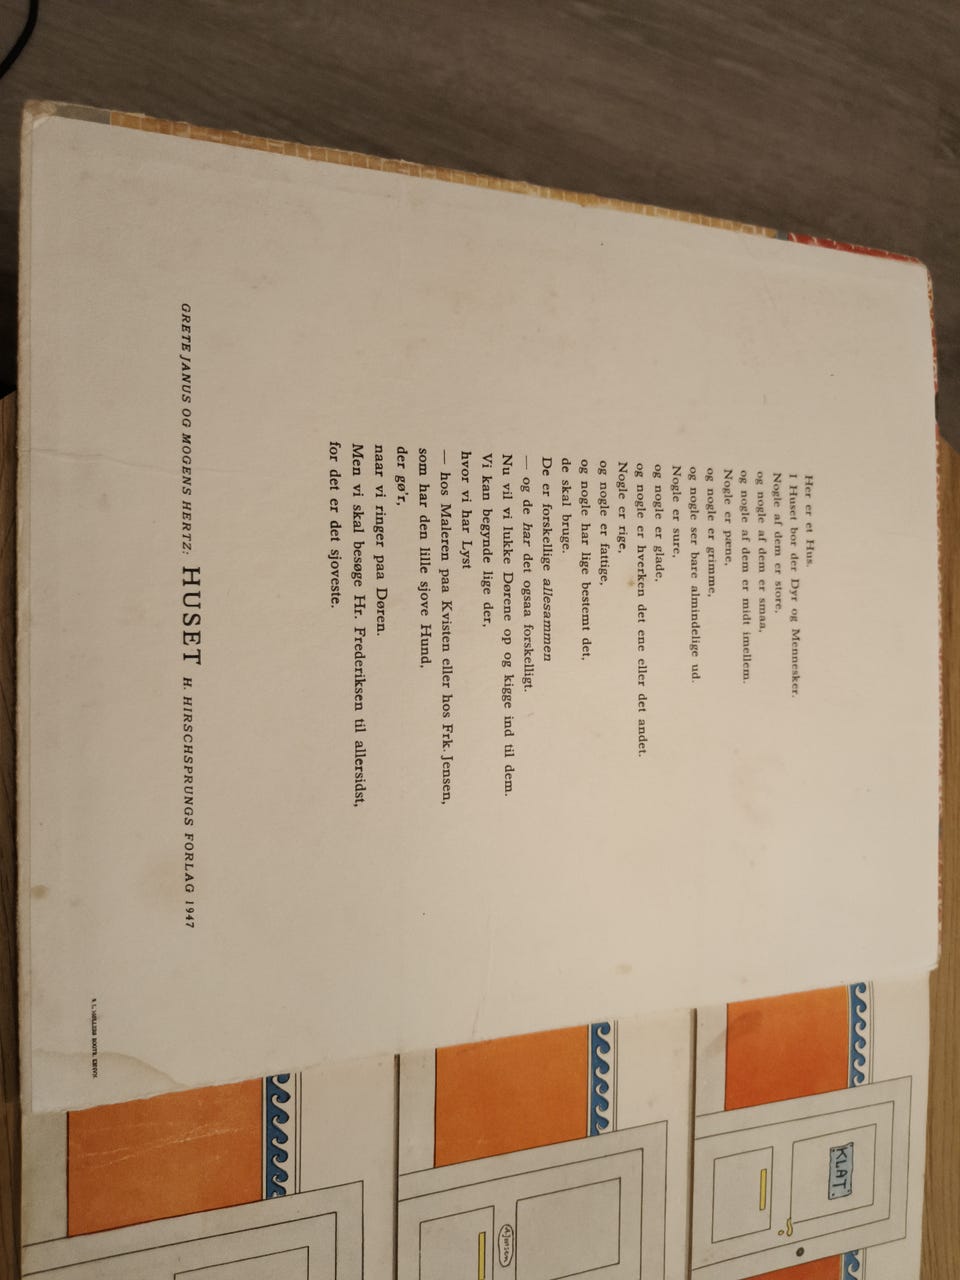 Her er et Hus.
I Huset bor der Dyr og Mennesker.
Nogle af dem er store,
og nogle af dem er smaa,
og nogle af dem er midt imellem.
Nogle er pæne,
og nogle er grimme,
og nogle ser bare almindelige ud.
Nogle er sure,
og nogle er glade,
og nogle er hverken det ene eller det andet.
Nogle er rige,
og nogle er fattige,
og nogle har lige bestemt det,
de skal bruge.
De er forskellige allesammen
— og de har det ogsaa forskelligt.
Nu vil vi lukke Dørene op og kigge ind til dem.
Vi kan begynde lige der,
hvor vi har Lyst
— hos Maleren paa Kvisten eller hos Frk. Jensen,
som har den lille sjove Hund,
der gø'r,
naar vi ringer paa Døren.
Men vi skal besøge Hr. Frederiksen til allersidst,
for det er det sjoveste.
GRETE JANUS OG MOGENS HERTZ: HUSET H. HIRSCHSPRUNGS FORLAG 1947
KLAT.
A Jensen